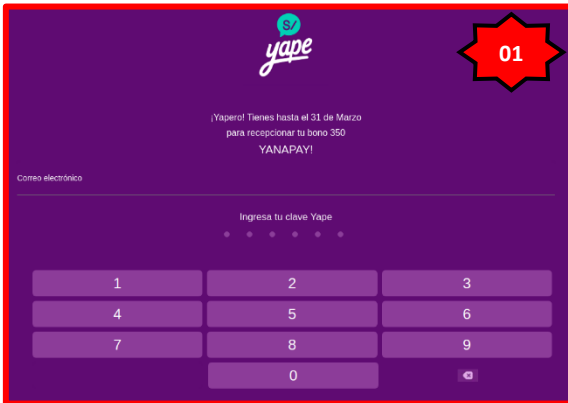 S/
yape
01
¡Yapero! Tienes hasta el 31 de Marzo
para recepcionar tu bono 350
YANAPAY!
Correo electrónico
Ingresa tu clave Yape
1 2 3
4 5 6
7 8 9
0